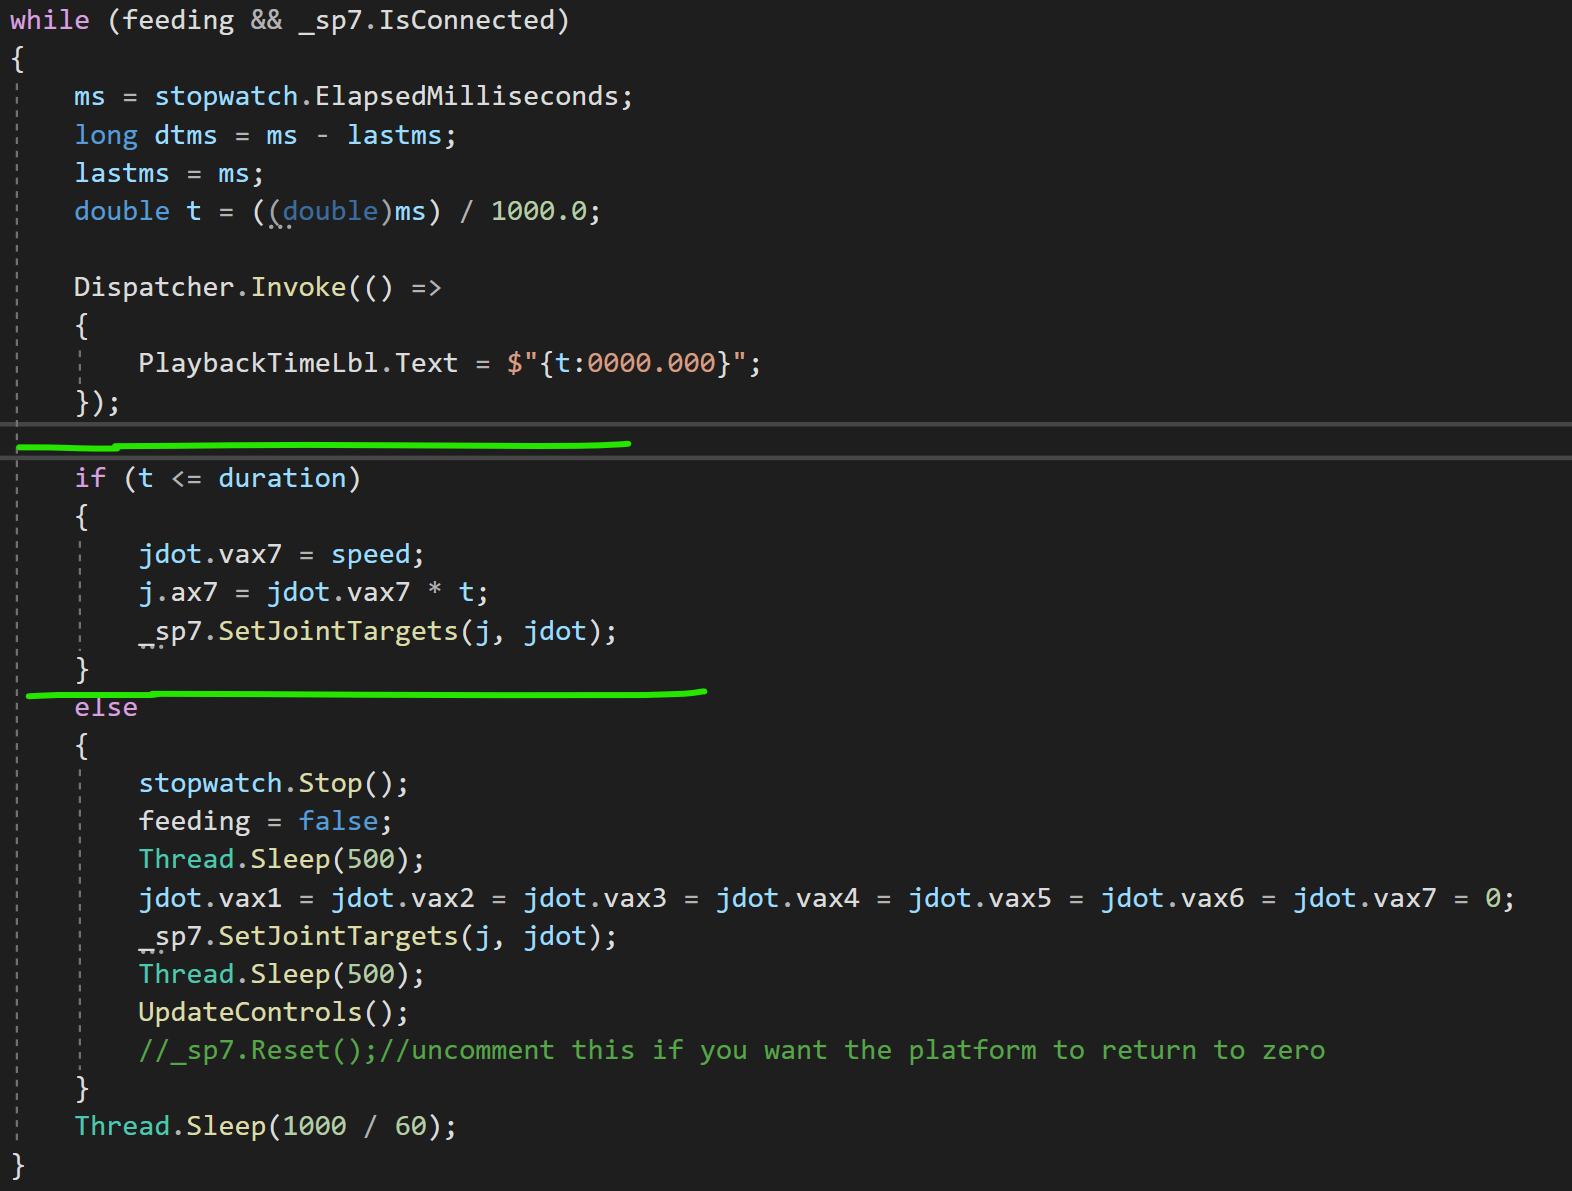 while (feeding && _sp7.IsConnected)
{
ms = stopwatch.ElapsedMilliseconds;
long dtms = ms - lastms;
lastms = ms;
double t = ((double)ms) / 1000.0;
Dispatcher.Invoke(() =>
{
PlaybackTimeLbl.Text = $"{t:0000.000}";
});
if (t <= duration)
{
jdot.vax7 = speed;
j.ax7 = jdot.vax7 * t;
_sp7.SetJointTargets(j, jdot);
}
else
{
stopwatch.Stop();
feeding = false;
Thread.Sleep(500);
jdot.vax1 = jdot.vax2 = jdot.vax3 = jdot.vax4 = jdot.vax5 = jdot.vax6 = jdot.vax7 = 0;
_sp7.SetJointTargets(j, jdot);
Thread.Sleep(500);
UpdateControls();
//_sp7.Reset();//uncomment this if you want the platform to return to zero
}
Thread.Sleep(1000 / 60);
}